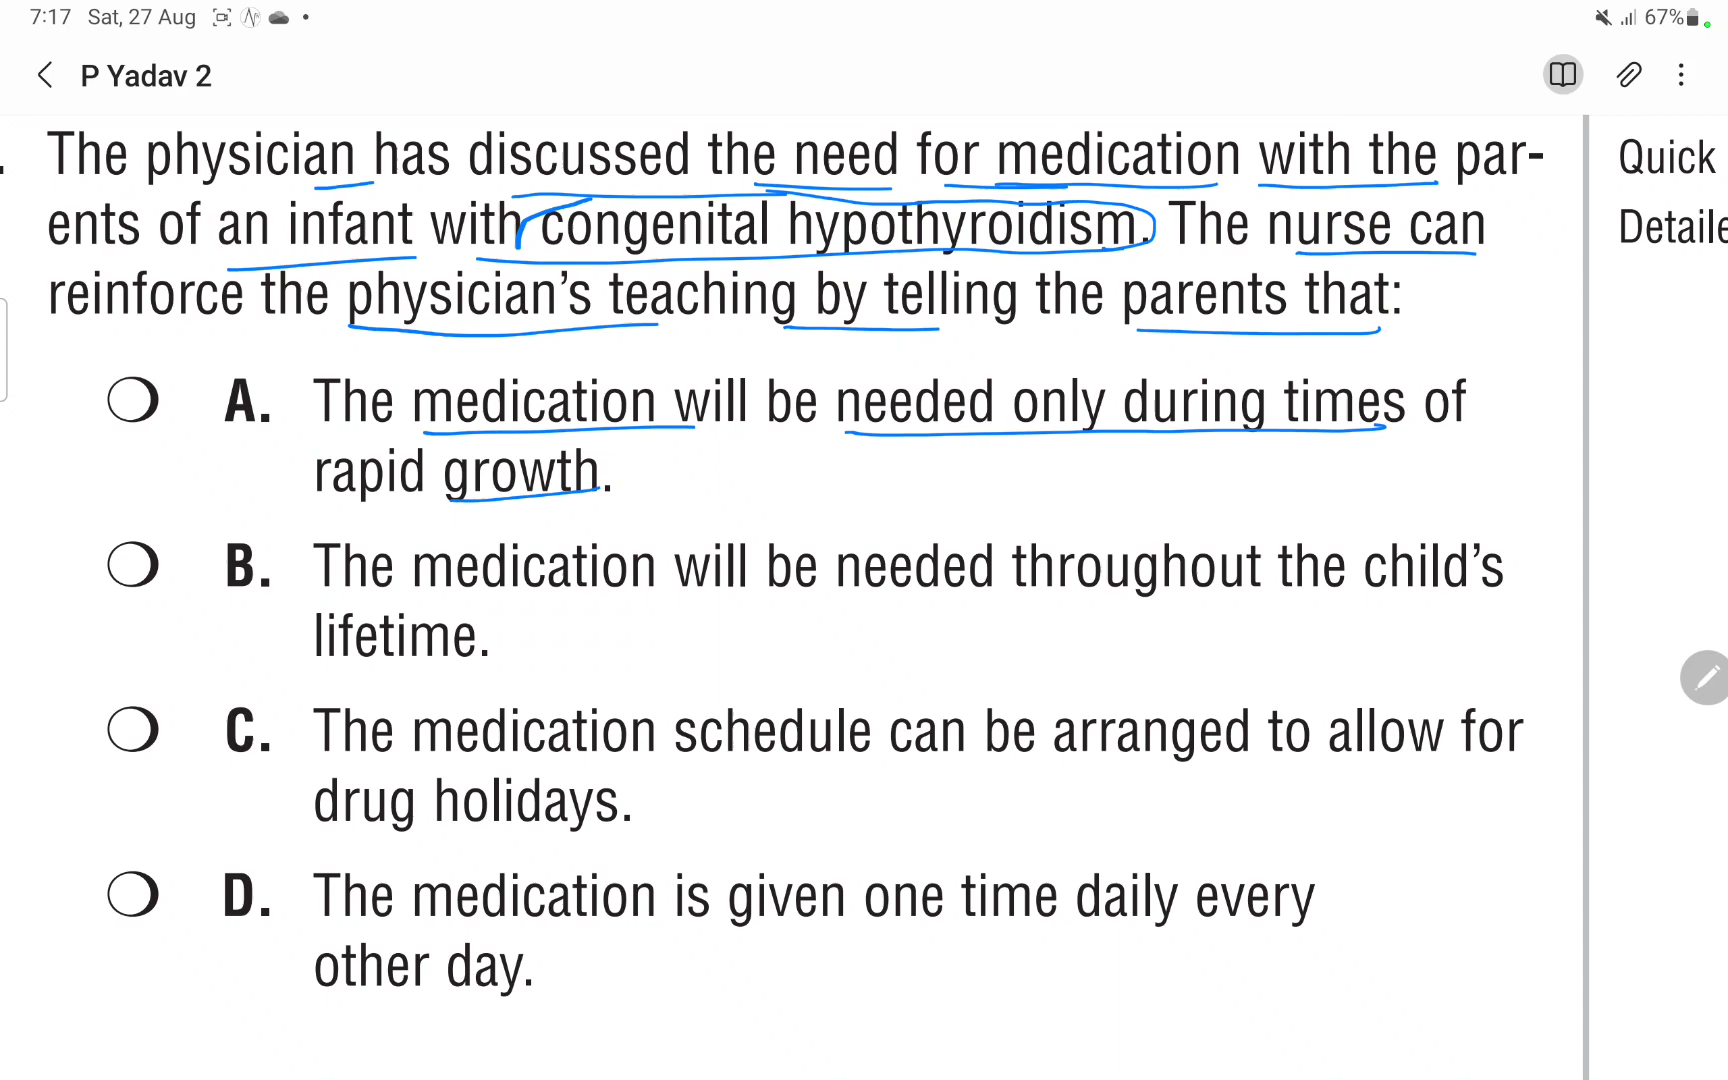 7:17 Sat, 27 Aug
67%
P Yadav 2
. The physician has discussed the need for medication with the par-
ents of an infant with congenital hypothyroidism. The nurse can
reinforce the physician’s teaching by telling the parents that:
A. The medication will be needed only during times of
rapid growth.
B. The medication will be needed throughout the child’s
lifetime.
C. The medication schedule can be arranged to allow for
drug holidays.
D. The medication is given one time daily every
other day.
Quick
Detaile